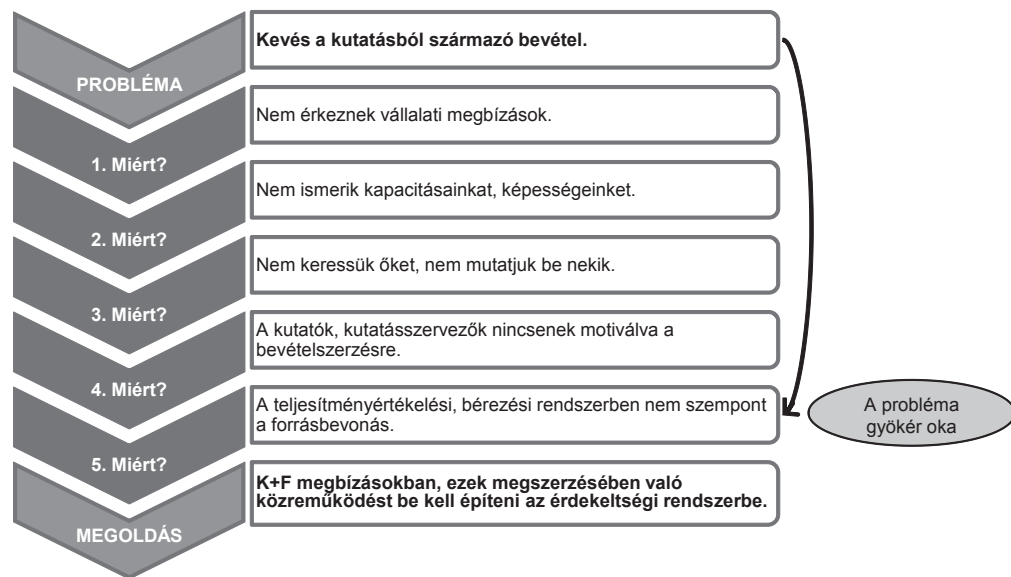 Kevés a kutatásból származó bevétel.
PROBLÉMA
Nem érkeznek vállalati megbízások.
1. Miért?
Nem ismerik kapacitásainkat, képességeinket.
2. Miért?
Nem keressük őket, nem mutatjuk be nekik.
3. Miért?
A kutatók, kutatásszervezők nincsenek motiválva a
bevételszerzésre.
4. Miért?
A teljesítményértékelési, bérezési rendszerben nem szempont
a forrásbevonás.
A probléma
gyökér oka
5. Miért?
K+F megbízásokban, ezek megszerzésében való
közreműködést be kell építeni az érdekeltségi rendszerbe.
MEGOLDÁS